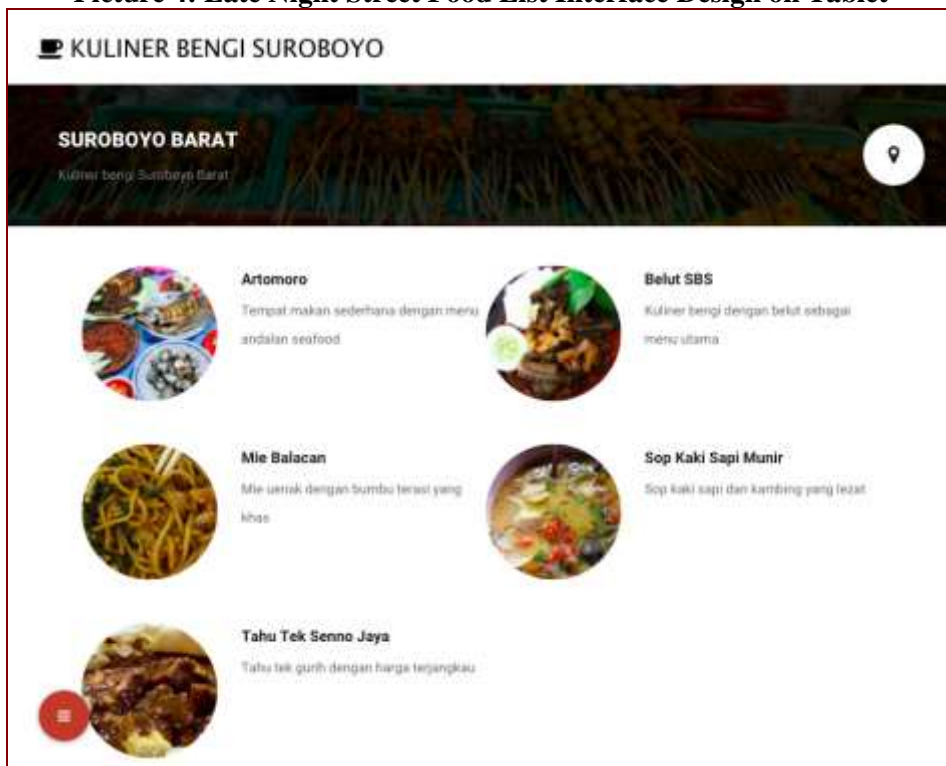 Picture 4. Late Night Street Food List Interface Design on Tablet
KULINER BENGI SUROBOYO
SUROBOYO BARAT
Kuliner bengi Suroboyo Barat
Artomoro
Tempat makan sederhana dengan menu
andalan seafood
Belut SBS
Kuliner bengi dengan belut sebagai
menu utama
Mie Balacan
Mie uenak dengan bumbu terasi yang
khas
Sop Kaki Sapi Munir
Sop kaki sapi dan kambing yang lezat
Tahu Tek Senno Jaya
Tahu tek gurih dengan harga terjangkau